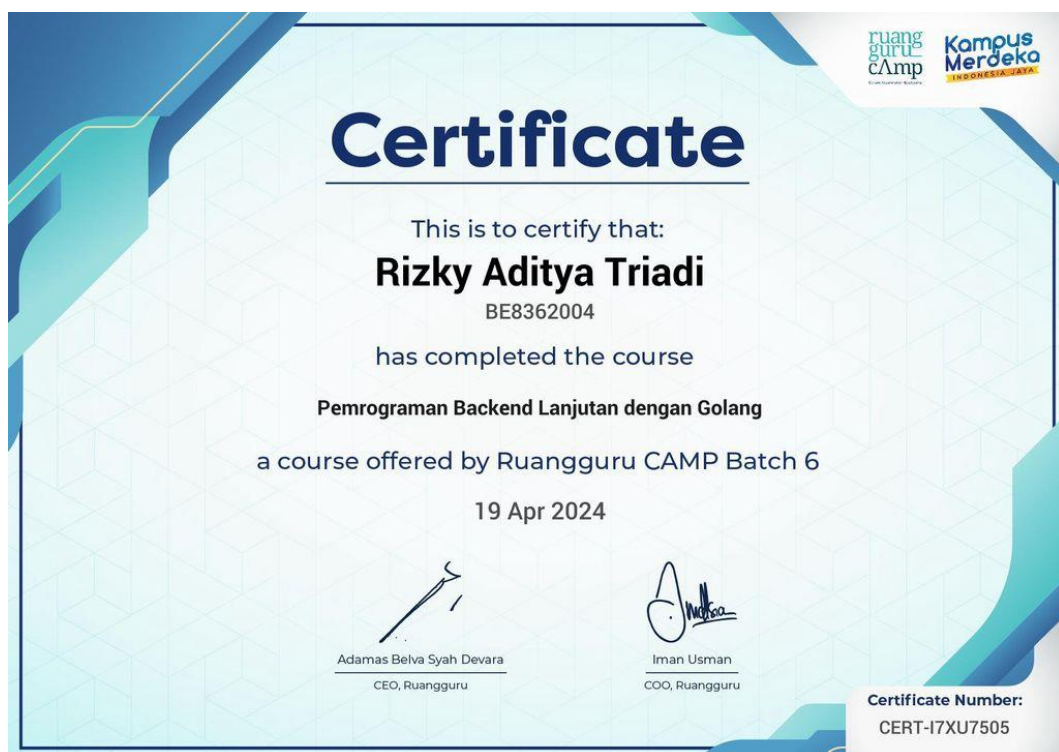 ruang
guru
cAmp
Kampus
Merdeka
INDONESIA JAYA
Certificate
This is to certify that:
Rizky Aditya Triadi
BE8362004
has completed the course
Pemrograman Backend Lanjutan dengan Golang
a course offered by Ruangguru CAMP Batch 6
19 Apr 2024
Adamas Belva Syah Devara
CEO, Ruangguru
Iman Usman
COO, Ruangguru
Certificate Number:
CERT-I7XU7505